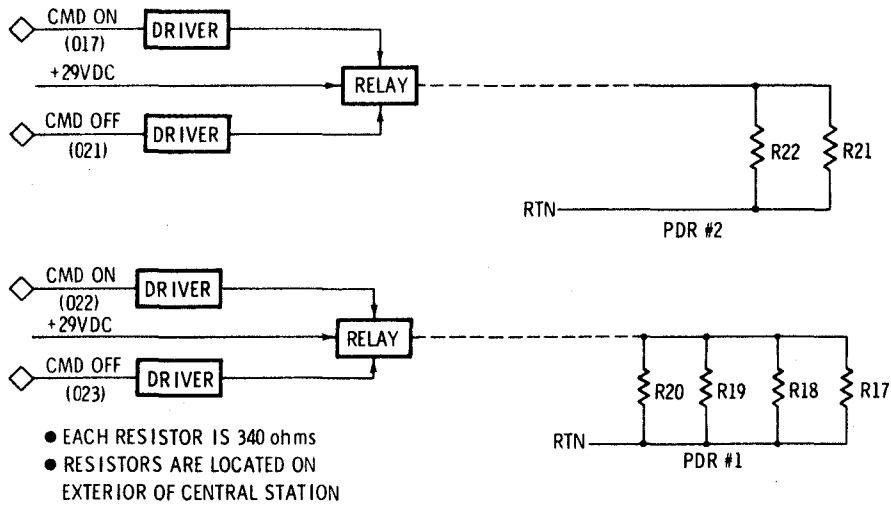 CMD ON
DRIVER
(017)
+29VDC
RELAY
CMD OFF
DRIVER
(021)
R22
R21
RTN
PDR #2
CMD ON
DRIVER
(022)
+29VDC
RELAY
CMD OFF
DRIVER
(023)
R20
R19
R18
R17
RTN
PDR #1
● EACH RESISTOR IS 340 ohms
● RESISTORS ARE LOCATED ON
EXTERIOR OF CENTRAL STATION